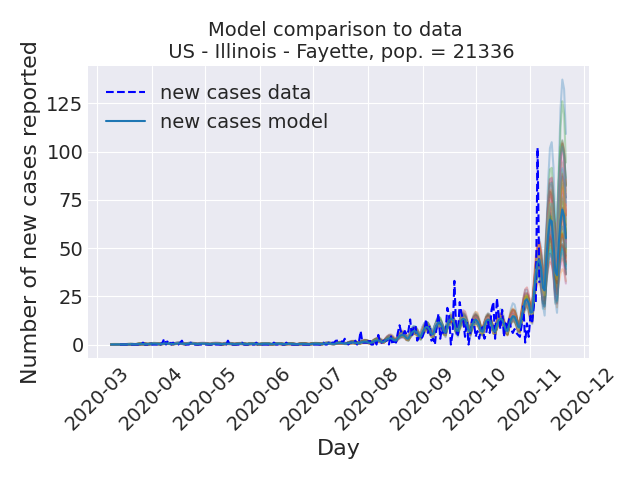 Model comparison to data
US - Illinois - Fayette, pop. = 21336
Number of new cases reported
new cases data
new cases model
125
100
75
50
25
0
2020-03
2020-04
2020-05
2020-06
2020-07
2020-08
2020-09
2020-10
2020-11
2020-12
Day